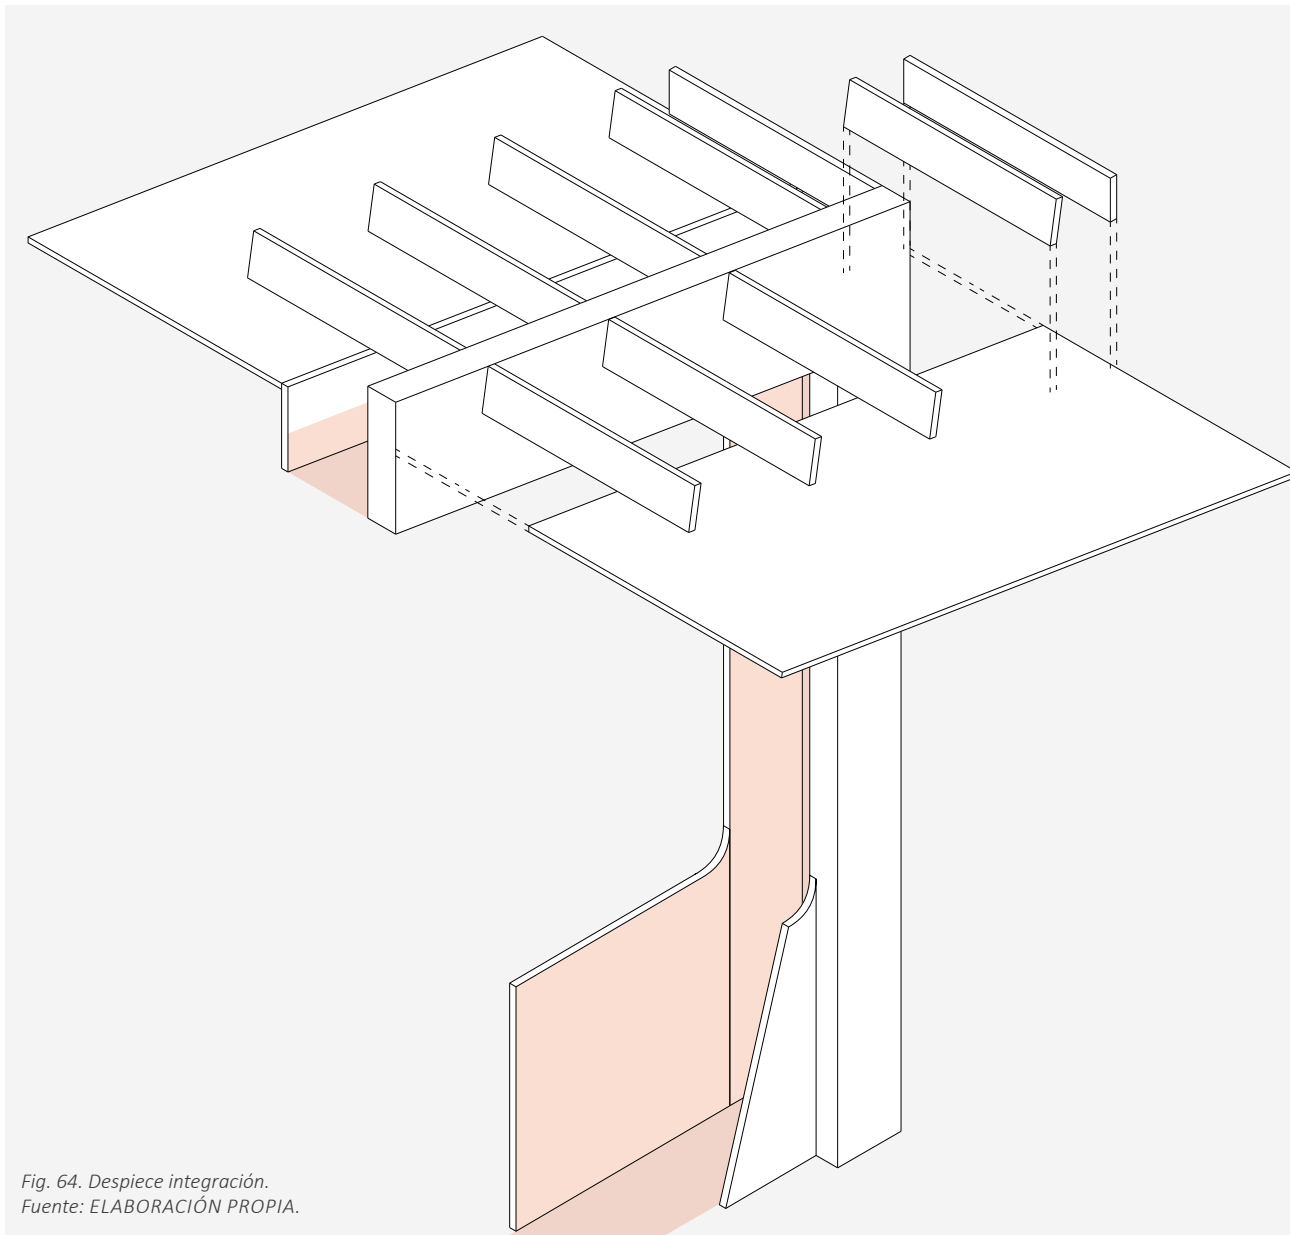 Fig. 64. Despiece integración.
Fuente: ELABORACIÓN PROPIA.